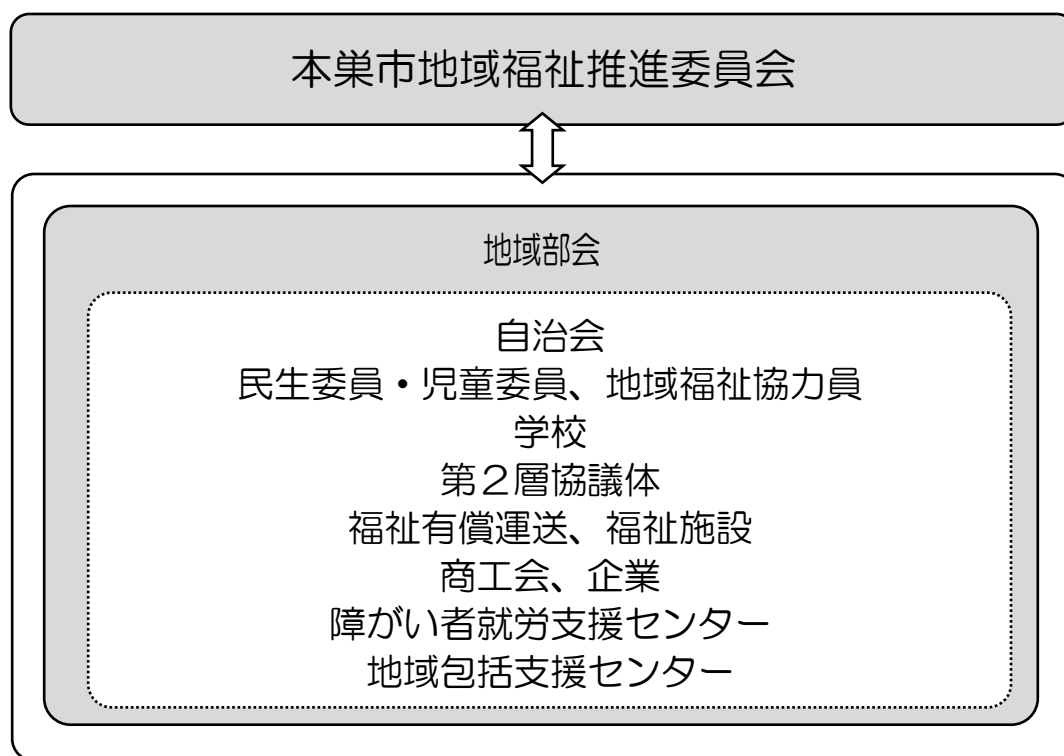 本巣市地域福祉推進委員会
地域部会
自治会
民生委員・児童委員、地域福祉協力員
学校
第２層協議体
福祉有償運送、福祉施設
商工会、企業
障がい者就労支援センター
地域包括支援センター